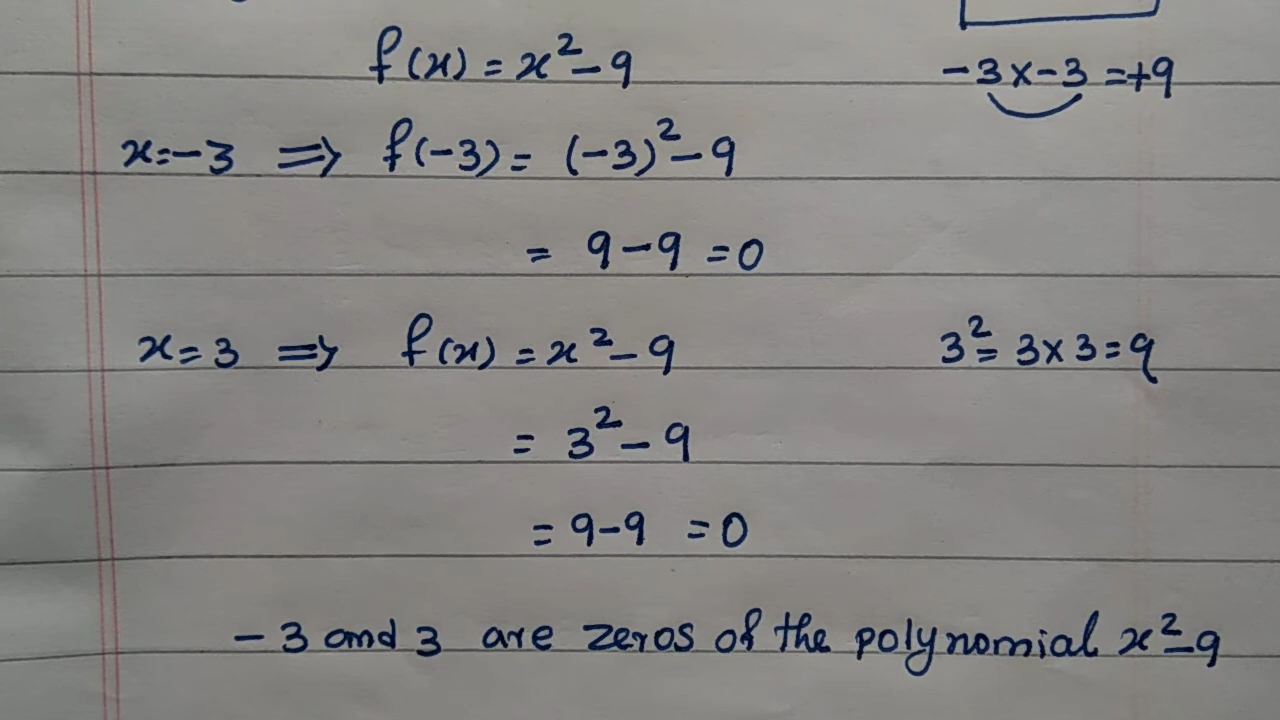 f(x) = x² - 9
-3 x -3 = +9
x = -3 ⟹ f(-3) = (-3)² - 9
= 9 - 9 = 0
x = 3 ⟹ f(x) = x² - 9
3² = 3 x 3 = 9
= 3² - 9
= 9 - 9 = 0
-3 and 3 are zeros of the polynomial x² - 9